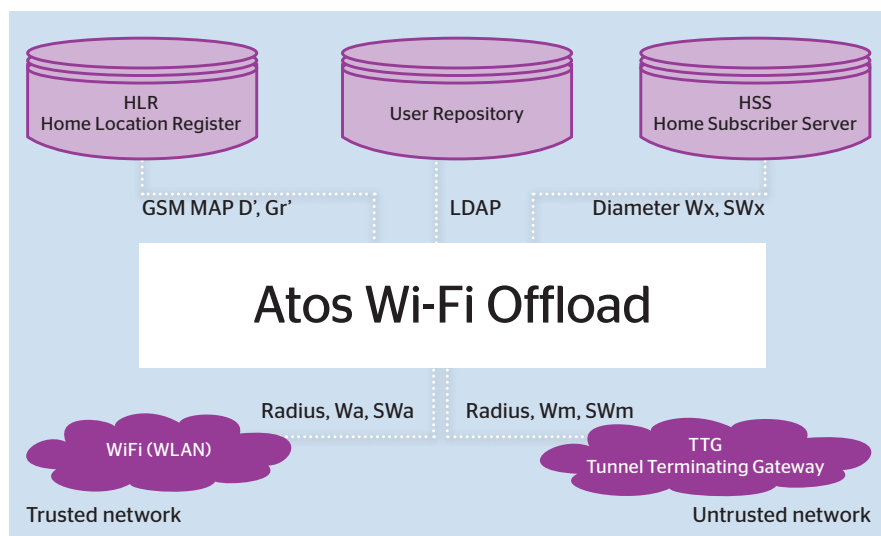 HLR
Home Location Register
User Repository
HSS
Home Subscriber Server
GSM MAP D’, Gr’
LDAP
Diameter Wx, SWx
Atos Wi-Fi Offload
Radius, Wa, SWa
Radius, Wm, SWm
WiFi (WLAN)
TTG
Tunnel Terminating Gateway
Trusted network
Untrusted network